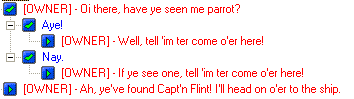 [OWNER] - Oi there, have ye seen me parrot?
Aye!
[OWNER] - Well, tell 'im ter come o'er here!
Nay.
[OWNER] - If ye see one, tell 'im ter come o'er here!
[OWNER] - Ah, ye've found Capt'n Flint! I'll head on o'er to the ship.